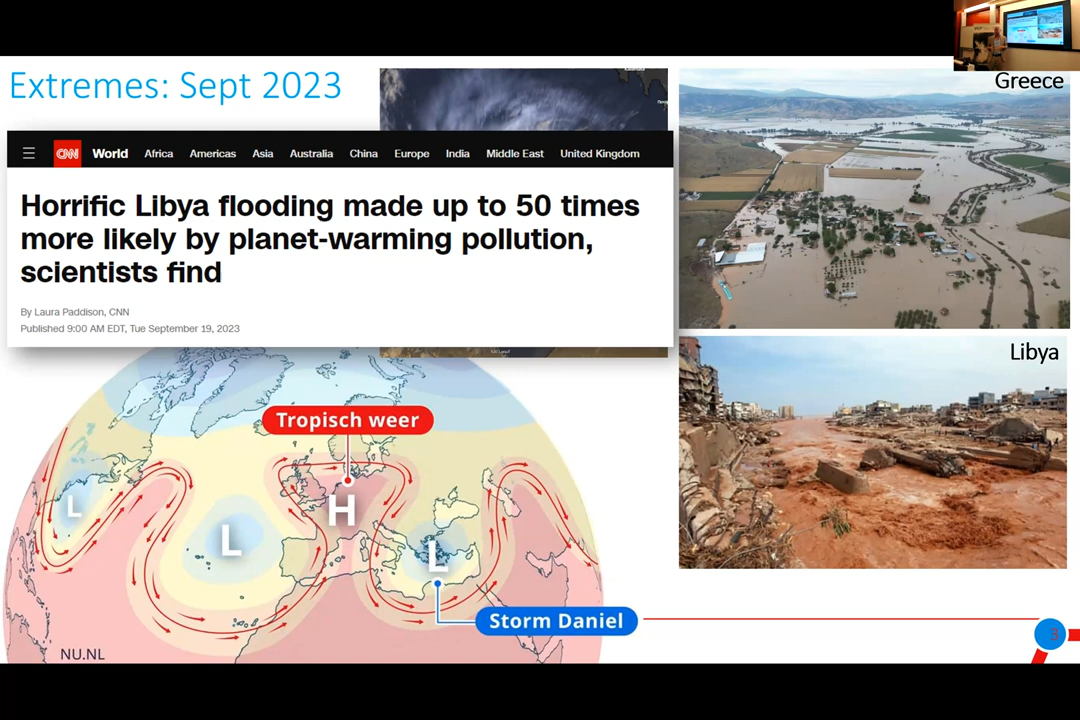 Extremes: Sept 2023
Greece
CNN World Africa Americas Asia Australia China Europe India Middle East United Kingdom
Horrific Libya flooding made up to 50 times
more likely by planet-warming pollution,
scientists find
By Laura Paddison, CNN
Published 9:00 AM EDT, Tue September 19, 2023
Libya
Tropisch weer
L
H
L
L
Storm Daniel
3
NU.NL